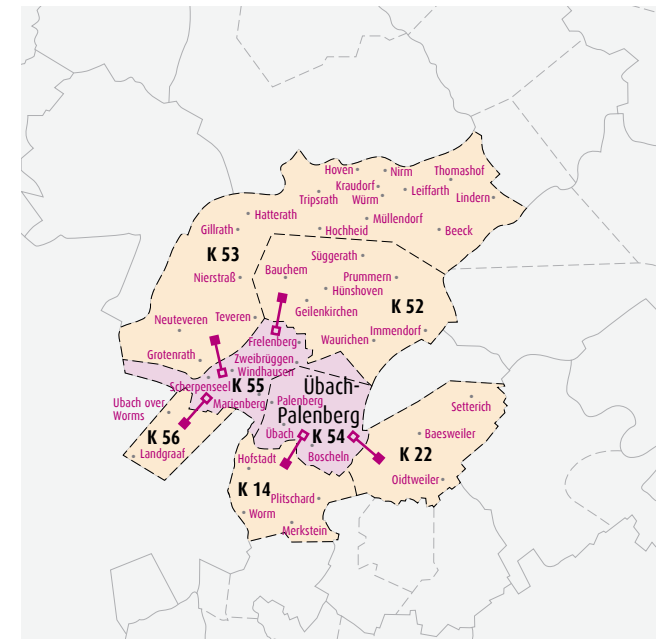 Hoven
Nirm
Thomashof
Kraudorf
Leiffarth
Tripsrath
Würm
Lindern
Hatterath
Müllendorf
Gillrath
Hochheid
Beeck
K 53
Süggerath
Bauchem
Prummern
Nierstraß
Hünshoven
K 52
Geilenkirchen
Neuteveren
Teveren
Immendorf
Frelenberg
Waurichen
Grotenrath
Zweibrüggen
Windhausen
Scherpenseel
K 55
Übach-
Palenberg
Marienberg
Palenberg
Setterich
Ubach over
Worms
Übach
K 54
Baesweiler
K 56
K 22
Landgraaf
Boscheln
Hofstadt
Oidtweiler
K 14
Plitschard
Worm
Merkstein